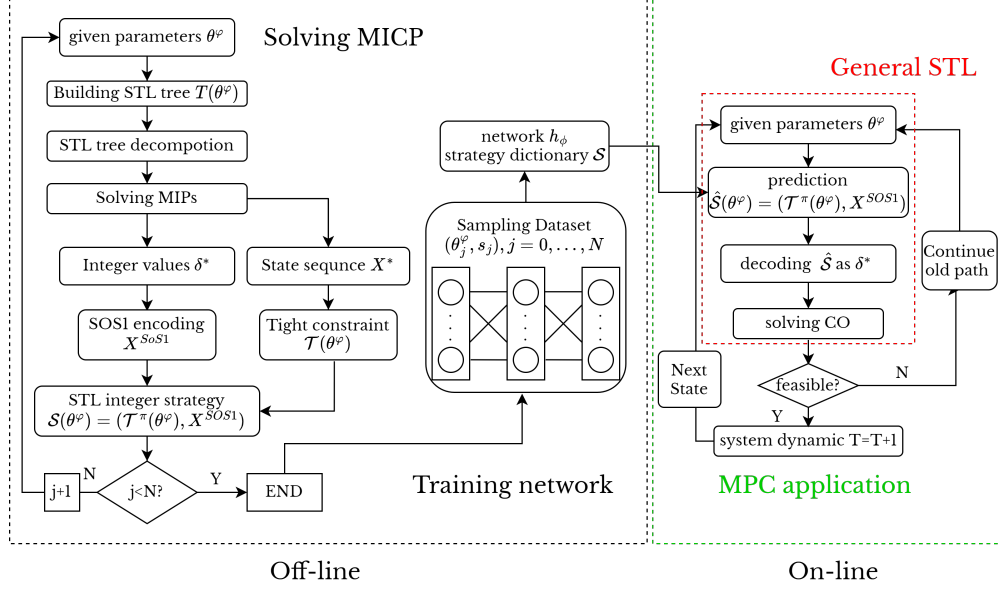 Solving MICP
given parameters θ^φ
Building STL tree T(θ^φ)
STL tree decompotion
Solving MIPs
Integer values δ*
State sequnce X*
SOS1 encoding
X^{SoS1}
Tight constraint
𝒯(θ^φ)
STL integer strategy
𝒮(θ^φ) = (𝒯^π(θ^φ), X^{SOS1})
j<N?
N
Y
j+1
END
network h_ϕ
strategy dictionary 𝒮
Sampling Dataset
(θ_j^φ, s_j), j = 0, . . . , N
Training network
Off-line
General STL
given parameters θ^φ
prediction
𝒮̂(θ^φ) = (𝒯^π(θ^φ), X^{SOS1})
decoding 𝒮̂ as δ*
solving CO
feasible?
N
Y
Continue
old path
Next
State
system dynamic T=T+1
MPC application
On-line